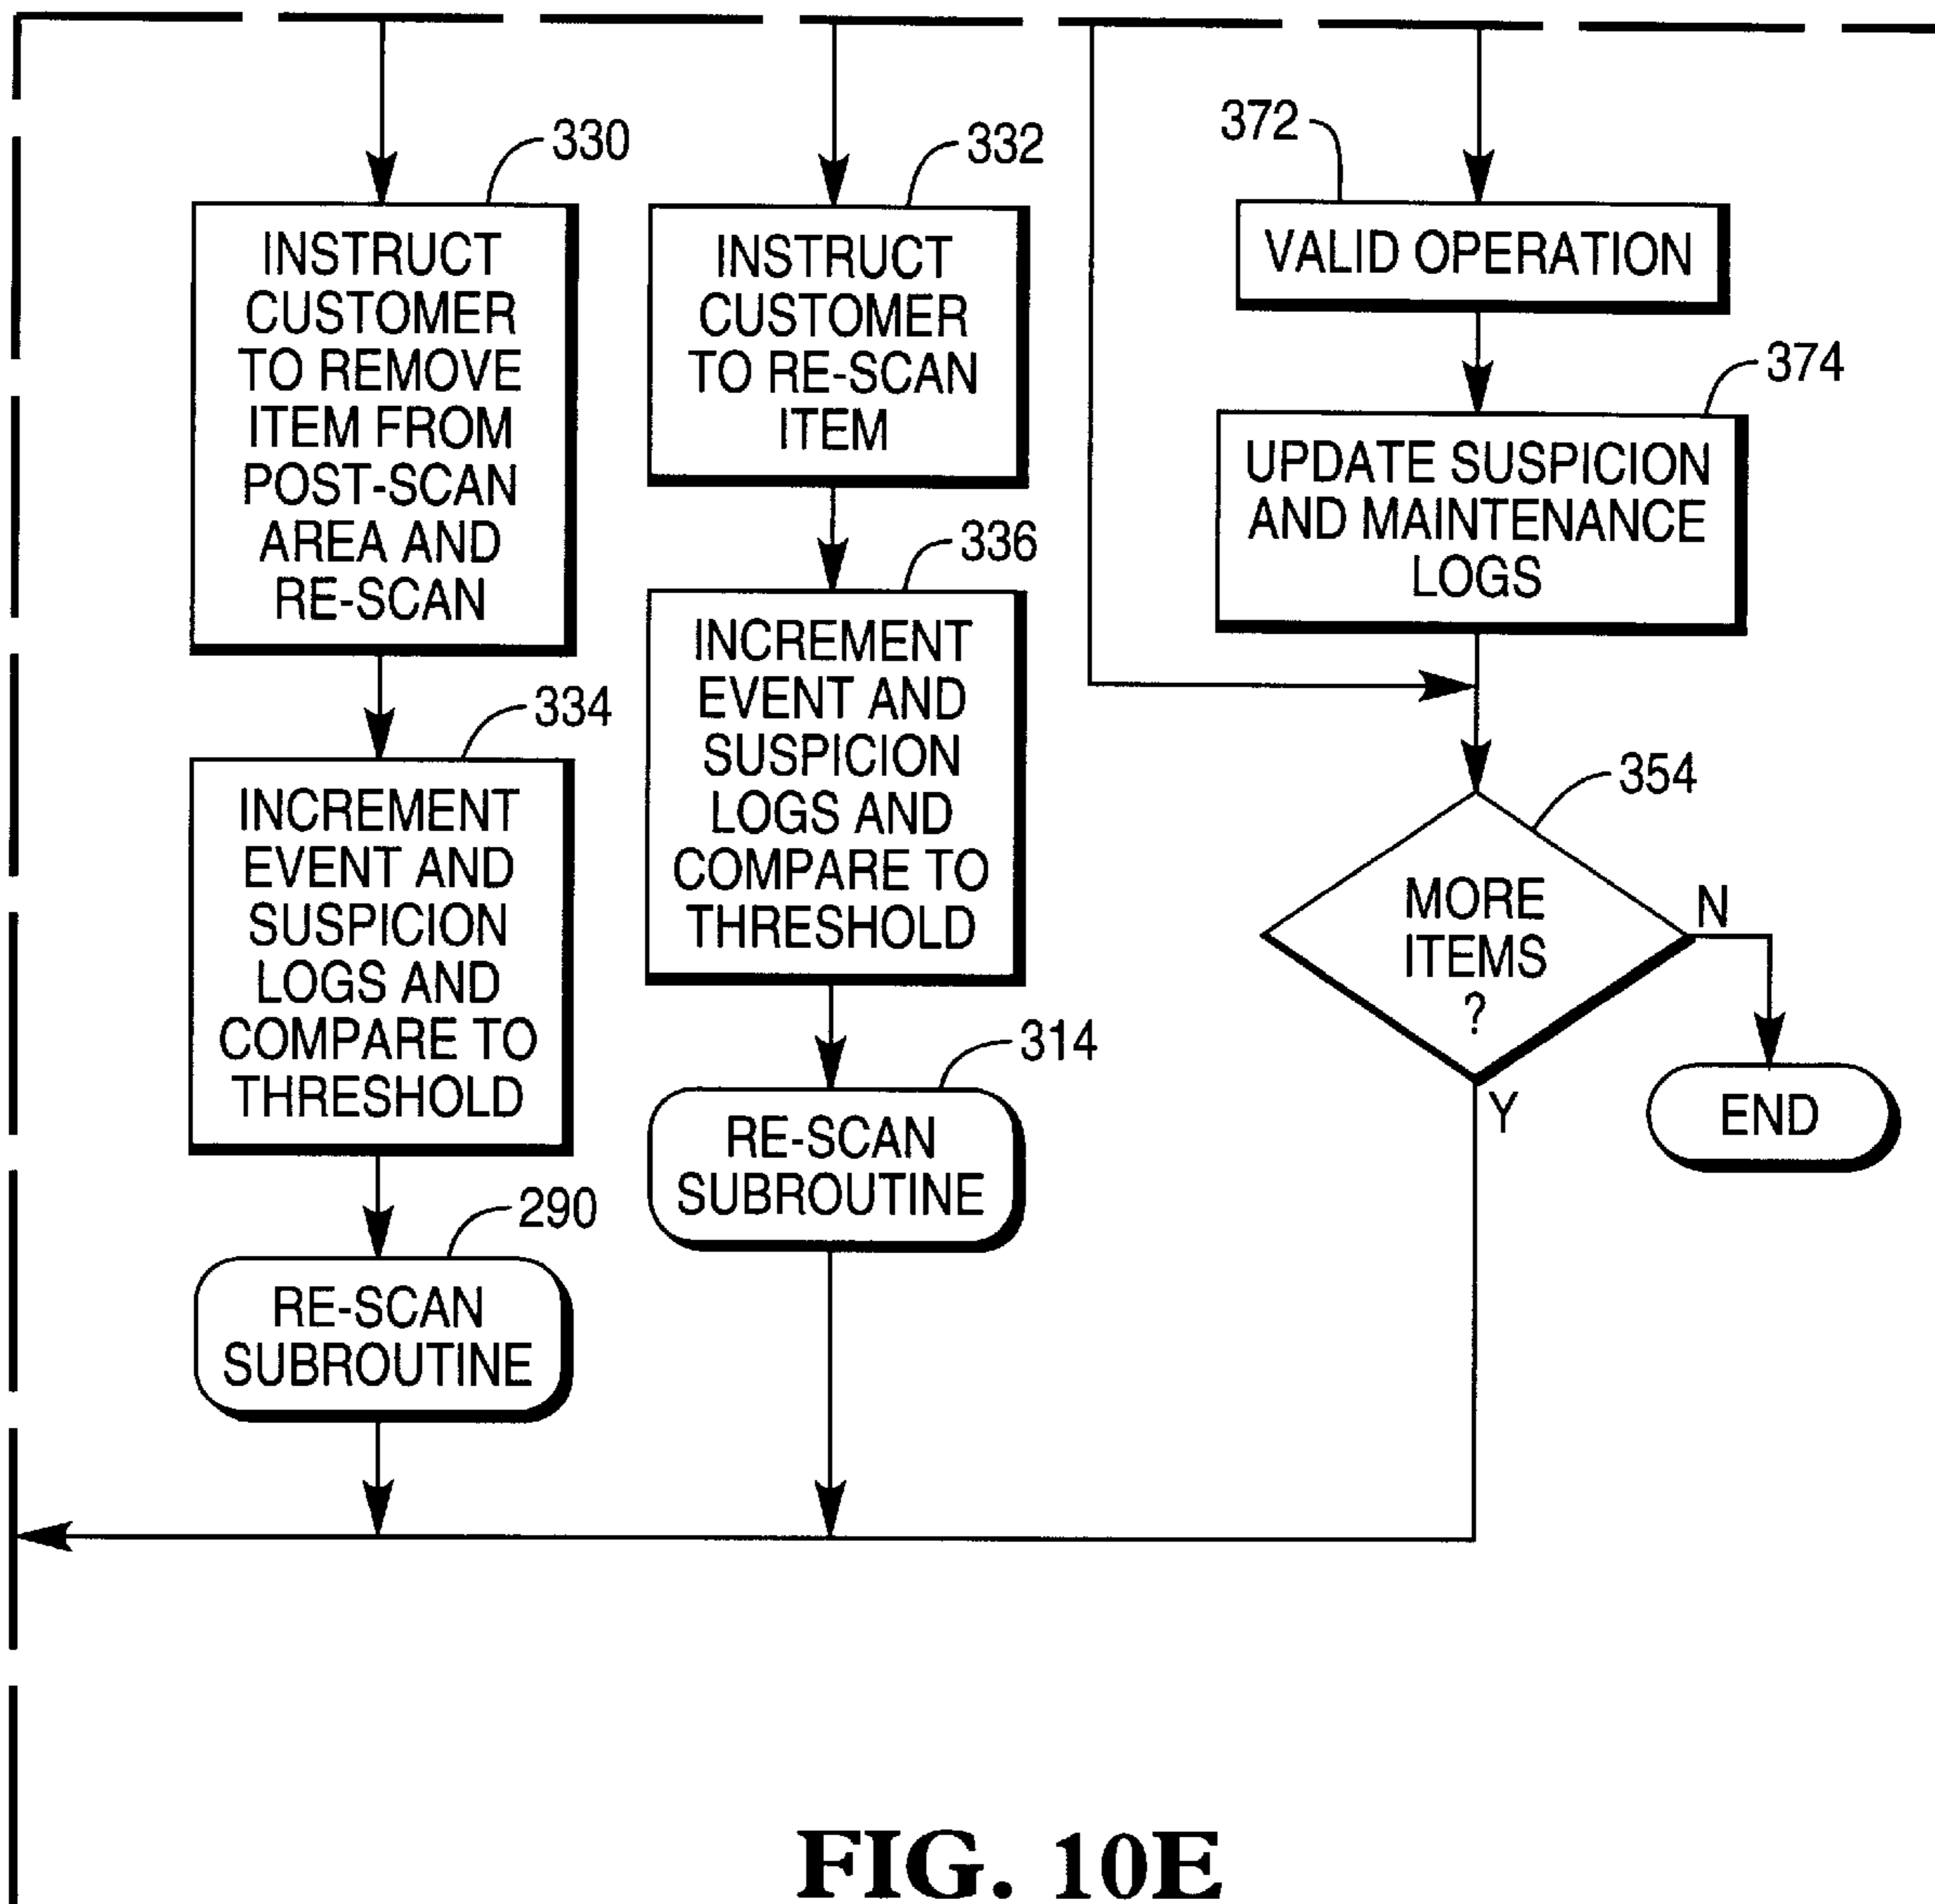 330
INSTRUCT
CUSTOMER
TO REMOVE
ITEM FROM
POST-SCAN
AREA AND
RE-SCAN
334
INCREMENT
EVENT AND
SUSPICION
LOGS AND
COMPARE TO
THRESHOLD
290
RE-SCAN
SUBROUTINE
332
INSTRUCT
CUSTOMER
TO RE-SCAN
ITEM
336
INCREMENT
EVENT AND
SUSPICION
LOGS AND
COMPARE TO
THRESHOLD
314
RE-SCAN
SUBROUTINE
372
VALID OPERATION
374
UPDATE SUSPICION
AND MAINTENANCE
LOGS
354
MORE
ITEMS
?
N
Y
END
FIG. 10E